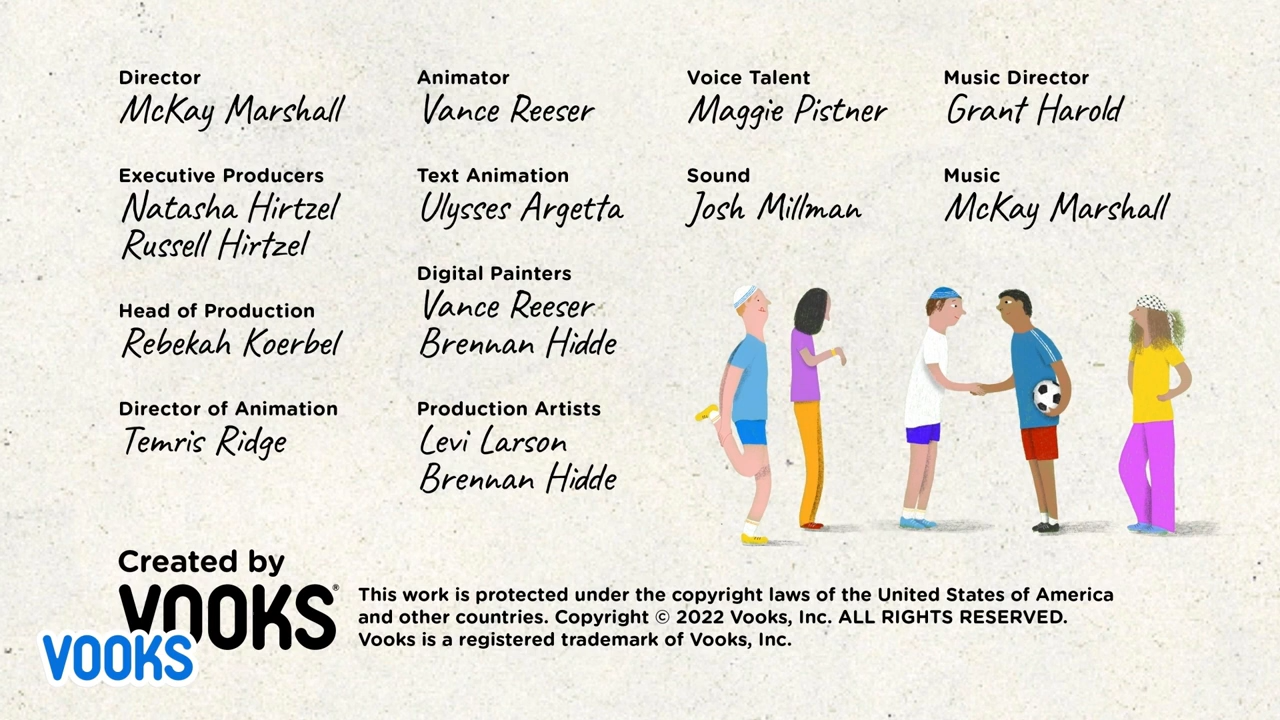 Director
McKay Marshall
Executive Producers
Natasha Hirtzel
Russell Hirtzel
Head of Production
Rebekah Koerbel
Director of Animation
Temris Ridge
Animator
Vance Reeser
Text Animation
Ulysses Argetta
Digital Painters
Vance Reeser
Brennan Hidde
Production Artists
Levi Larson
Brennan Hidde
Voice Talent
Maggie Pistner
Sound
Josh Millman
Music Director
Grant Harold
Music
McKay Marshall
Created by
VOOKS®
This work is protected under the copyright laws of the United States of America
and other countries. Copyright © 2022 Vooks, Inc. ALL RIGHTS RESERVED.
Vooks is a registered trademark of Vooks, Inc.
VOOKS